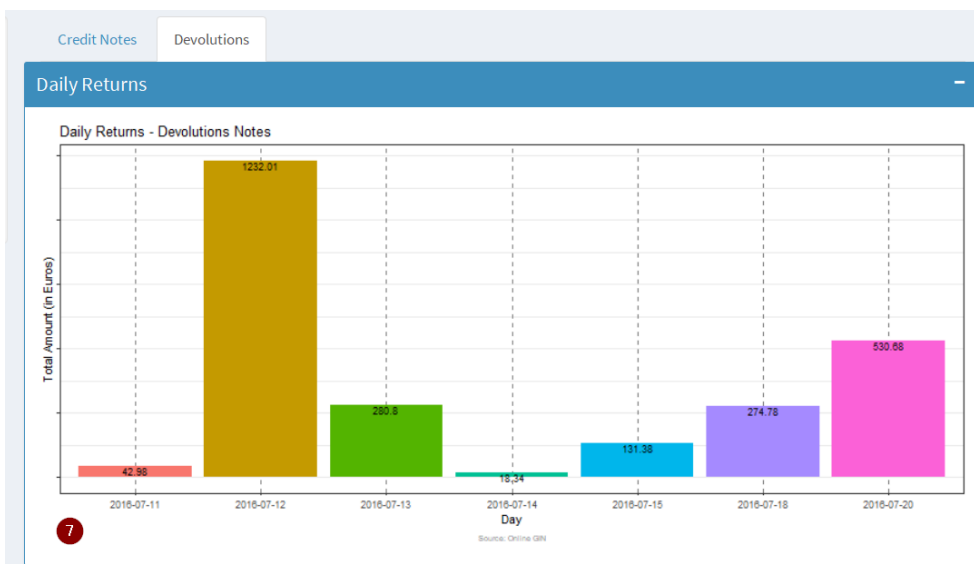 Credit Notes Devolutions
Daily Returns
Daily Returns - Devolutions Notes
Total Amount (in Euros)
1232.01
530.68
280.8
274.78
131.38
42.98
18.34
2016-07-11 2016-07-12 2016-07-13 2016-07-14 2016-07-15 2016-07-18 2016-07-20
Day
7
Source: Online GIN